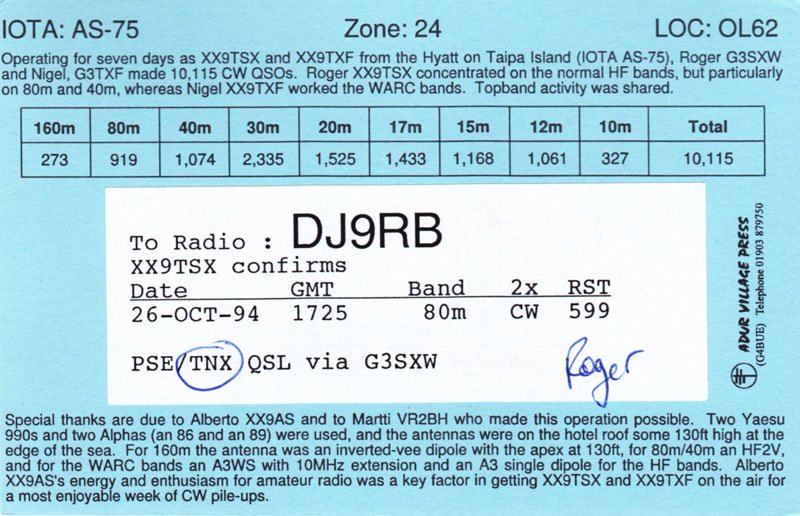 IOTA: AS-75 Zone: 24 LOC: OL62
Operating for seven days as XX9TSX and XX9TXF from the Hyatt on Taipa Island (IOTA AS-75), Roger G3SXW
and Nigel, G3TXF made 10,115 CW QSOs. Roger XX9TSX concentrated on the normal HF bands, but particularly
on 80m and 40m, whereas Nigel XX9TXF worked the WARC bands. Topband activity was shared.
160m 80m 40m 30m 20m 17m 15m 12m 10m Total
273 919 1,074 2,335 1,525 1,433 1,168 1,061 327 10,115
To Radio : DJ9RB
XX9TSX confirms
Date GMT Band 2x RST
26-OCT-94 1725 80m CW 599
PSE/TNX QSL via G3SXW
Roger
ADUR VILLAGE PRESS
(G4BUE) Telephone 01903 879750
Special thanks are due to Alberto XX9AS and to Martti VR2BH who made this operation possible. Two Yaesu
990s and two Alphas (an 86 and an 89) were used, and the antennas were on the hotel roof some 130ft high at the
edge of the sea. For 160m the antenna was an inverted-vee dipole with the apex at 130ft, for 80m/40m an HF2V,
and for the WARC bands an A3WS with 10MHz extension and an A3 single dipole for the HF bands. Alberto
XX9AS's energy and enthusiasm for amateur radio was a key factor in getting XX9TSX and XX9TXF on the air for
a most enjoyable week of CW pile-ups.